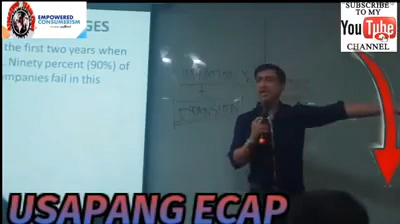 EMPOWERED
CONSUMERISM
GES
the first two years when
. Ninety percent (90%) of
mpanies fail in this
EXPANSION
SUBSCRIBE
TO MY
YouTube
CHANNEL
USAPANG ECAP